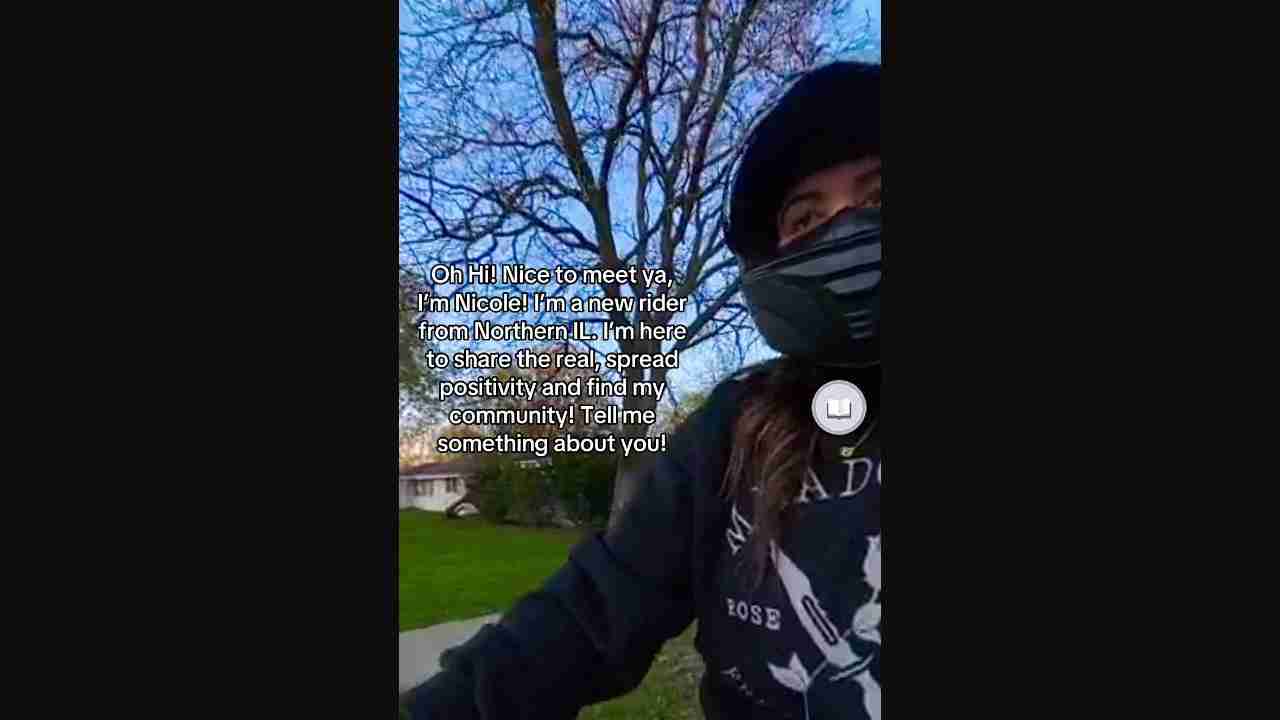 Oh Hi! Nice to meet ya,
I'm Nicole! I'm a new rider
from Northern IL. I'm here
to share the real, spread
positivity and find my
community! Tell me
something about you!
ROSE